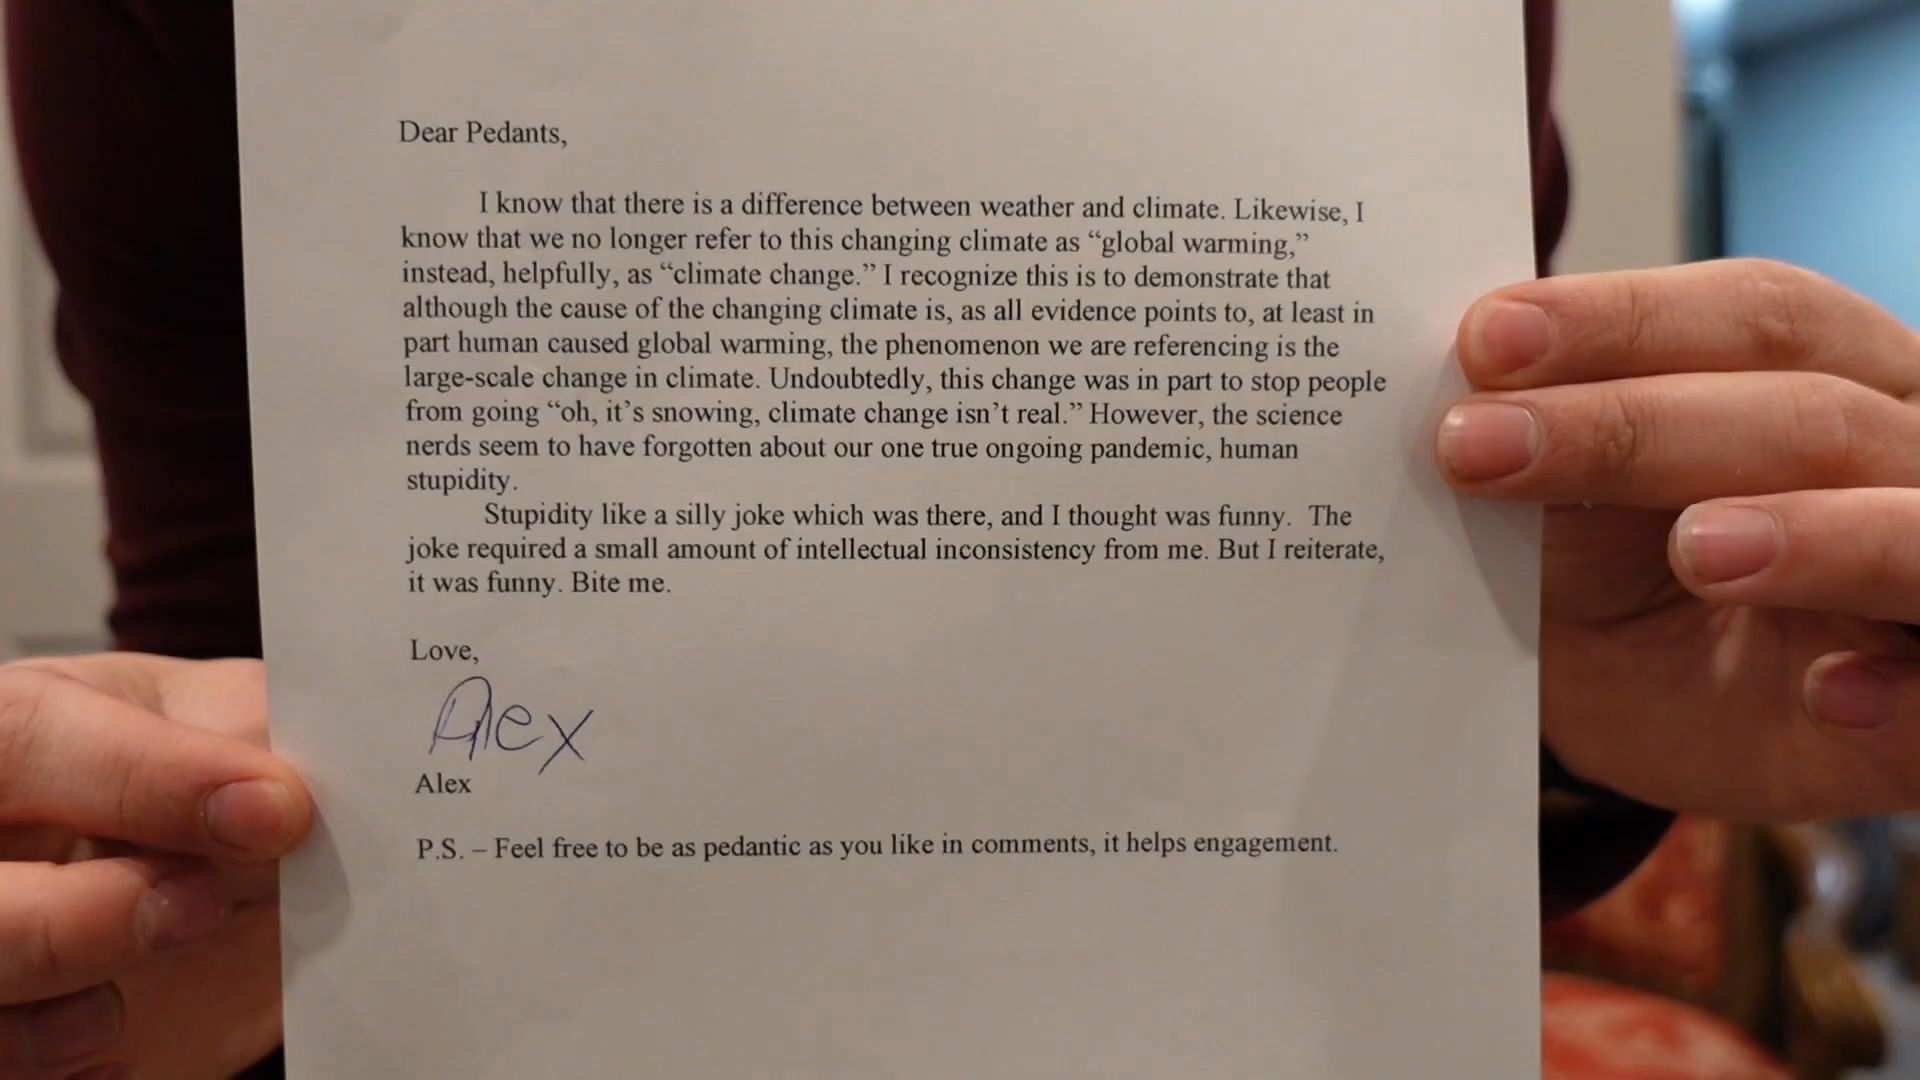 Dear Pedants,
I know that there is a difference between weather and climate. Likewise, I
know that we no longer refer to this changing climate as “global warming,”
instead, helpfully, as “climate change.” I recognize this is to demonstrate that
although the cause of the changing climate is, as all evidence points to, at least in
part human caused global warming, the phenomenon we are referencing is the
large-scale change in climate. Undoubtedly, this change was in part to stop people
from going “oh, it’s snowing, climate change isn’t real.” However, the science
nerds seem to have forgotten about our one true ongoing pandemic, human
stupidity.
Stupidity like a silly joke which was there, and I thought was funny.  The
joke required a small amount of intellectual inconsistency from me. But I reiterate,
it was funny. Bite me.
Love,
Alex
Alex
P.S. – Feel free to be as pedantic as you like in comments, it helps engagement.